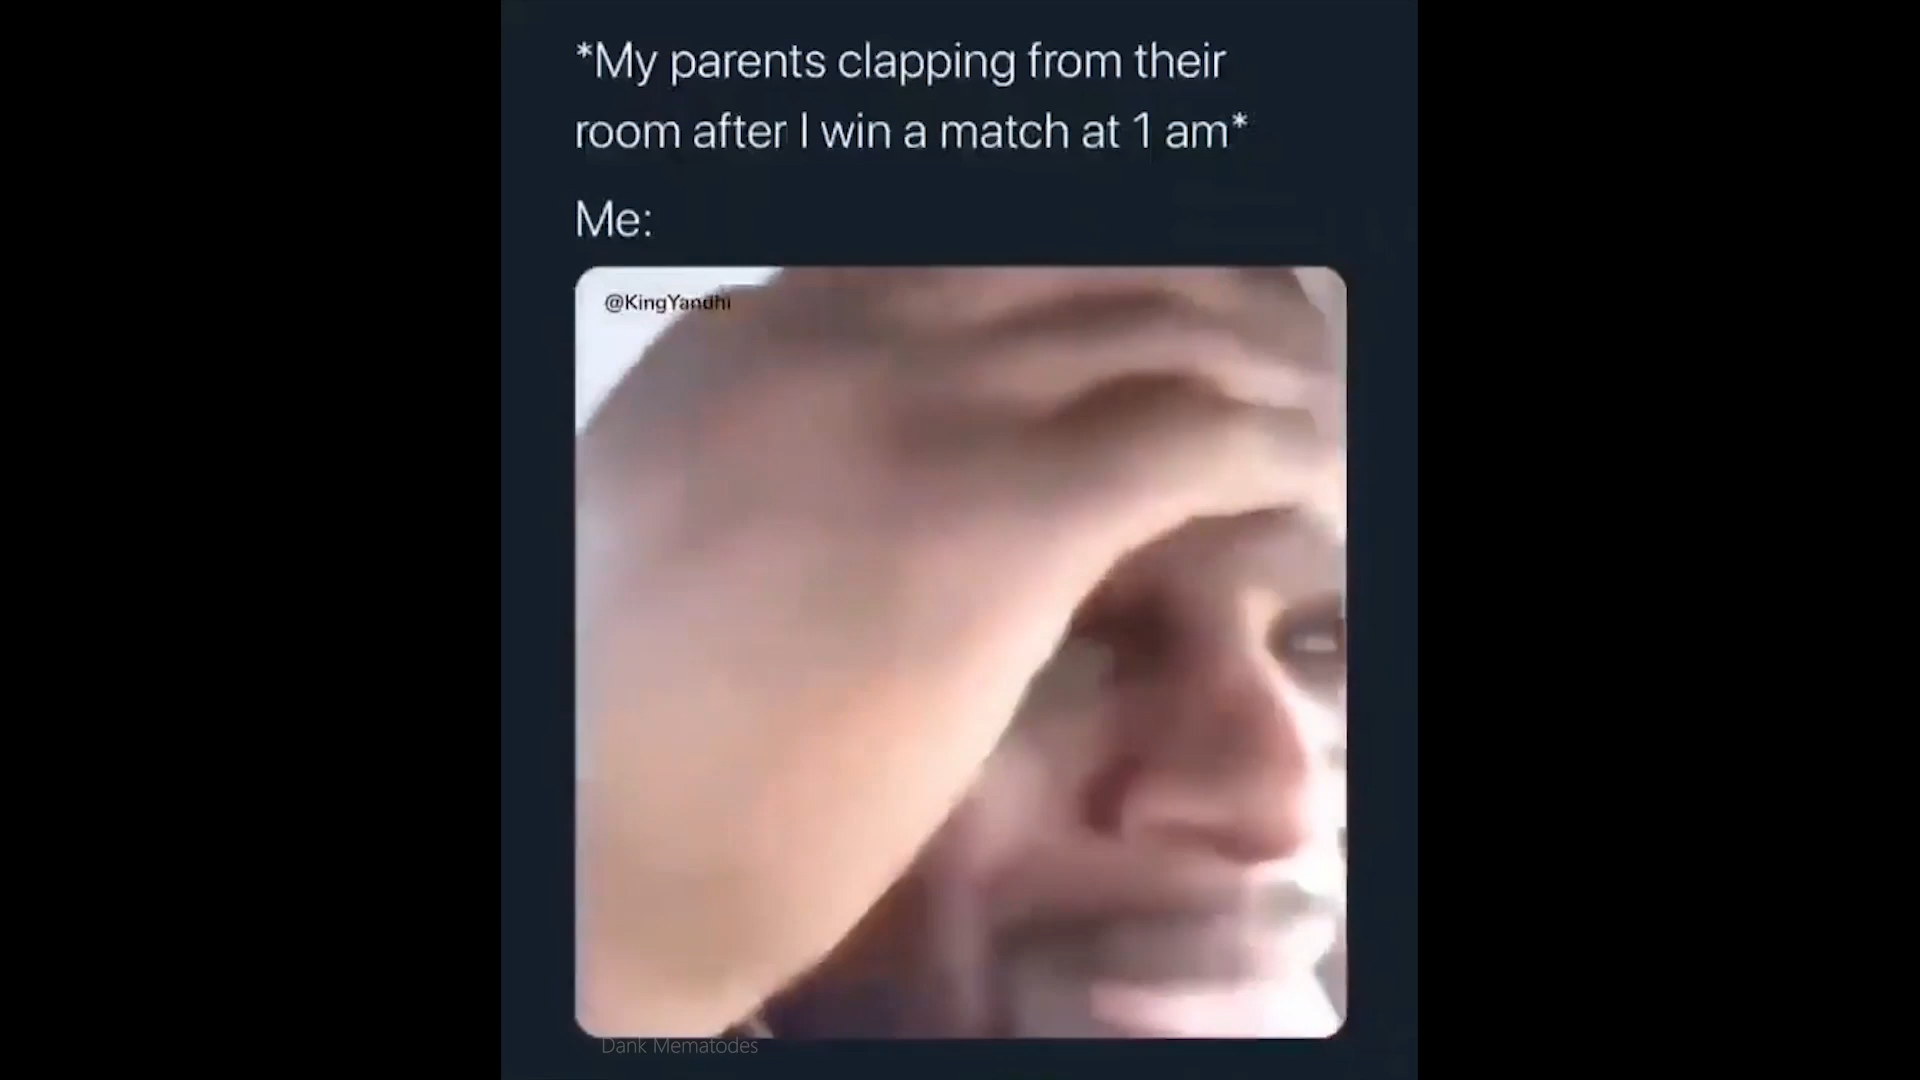 *My parents clapping from their
room after I win a match at 1 am*
Me:
@KingYandhi
Dank Mematodes